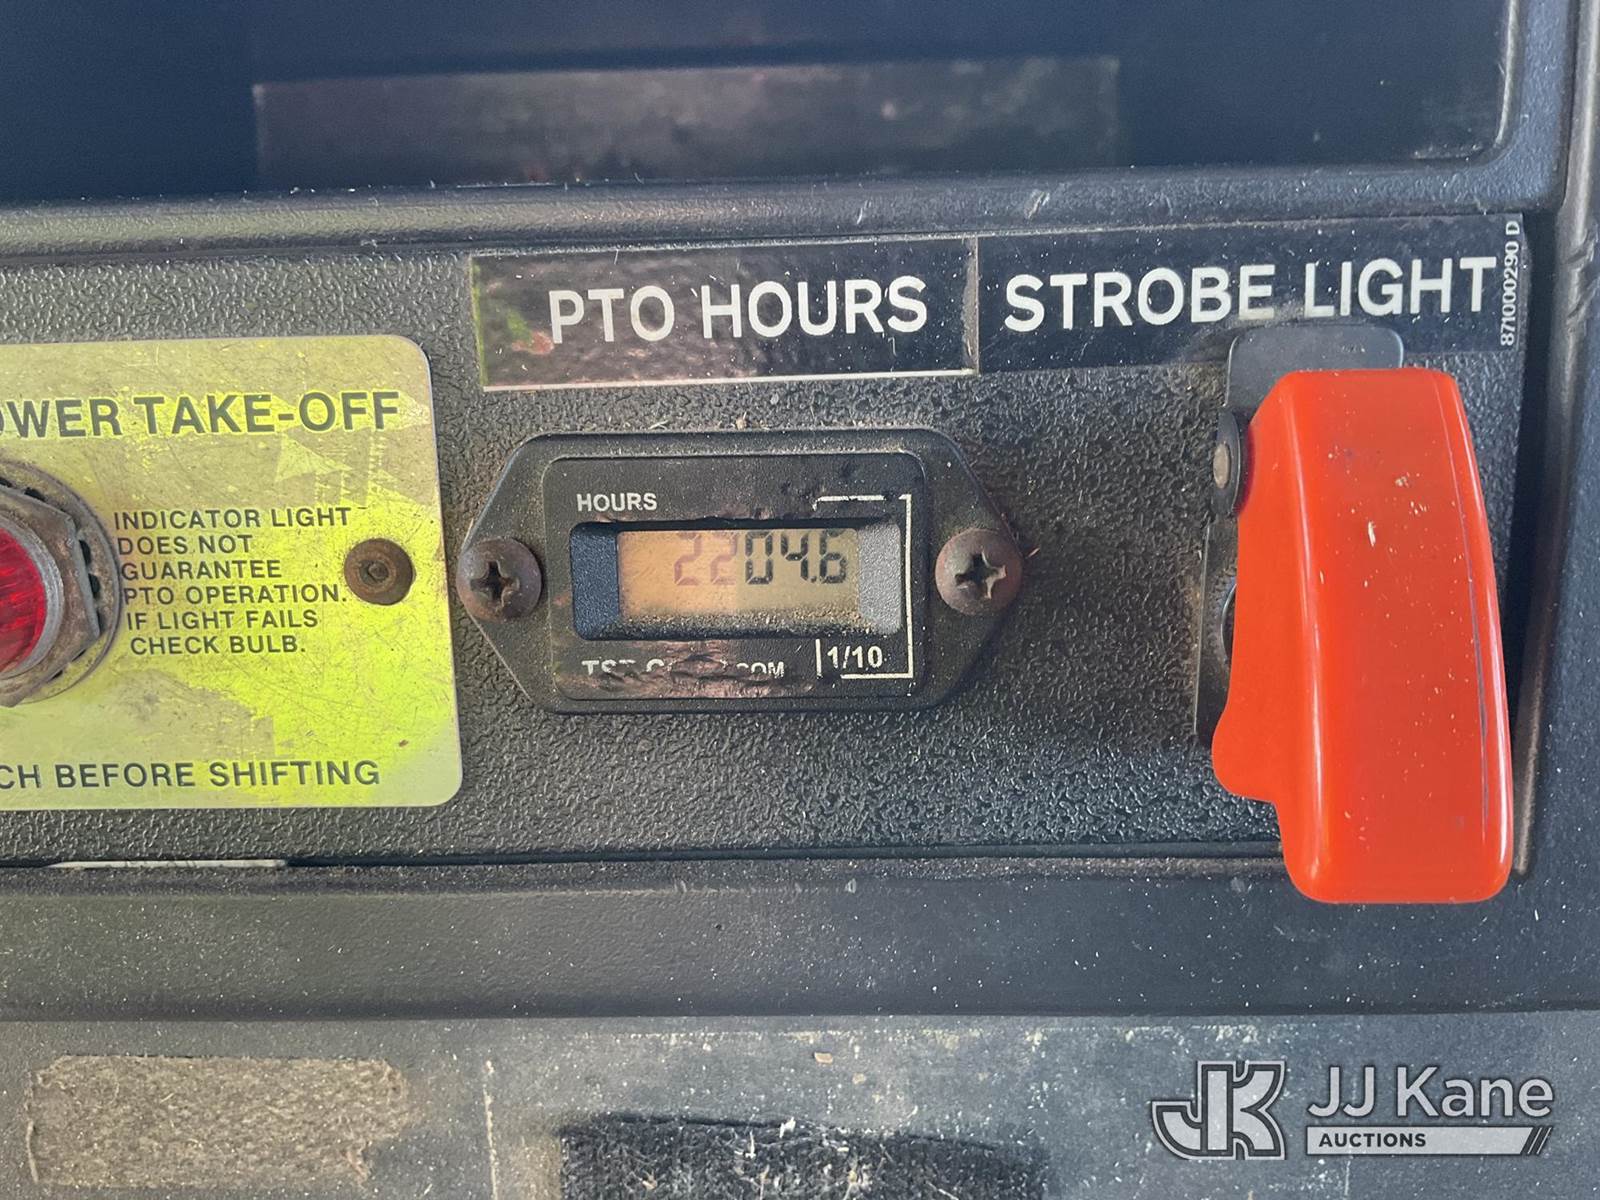 PTO HOURS
STROBE LIGHT
871000290 D
OWER TAKE-OFF
INDICATOR LIGHT
DOES NOT
GUARANTEE
PTO OPERATION.
IF LIGHT FAILS
CHECK BULB.
CH BEFORE SHIFTING
HOURS
2204.6
1/10
JK
JJ Kane
AUCTIONS